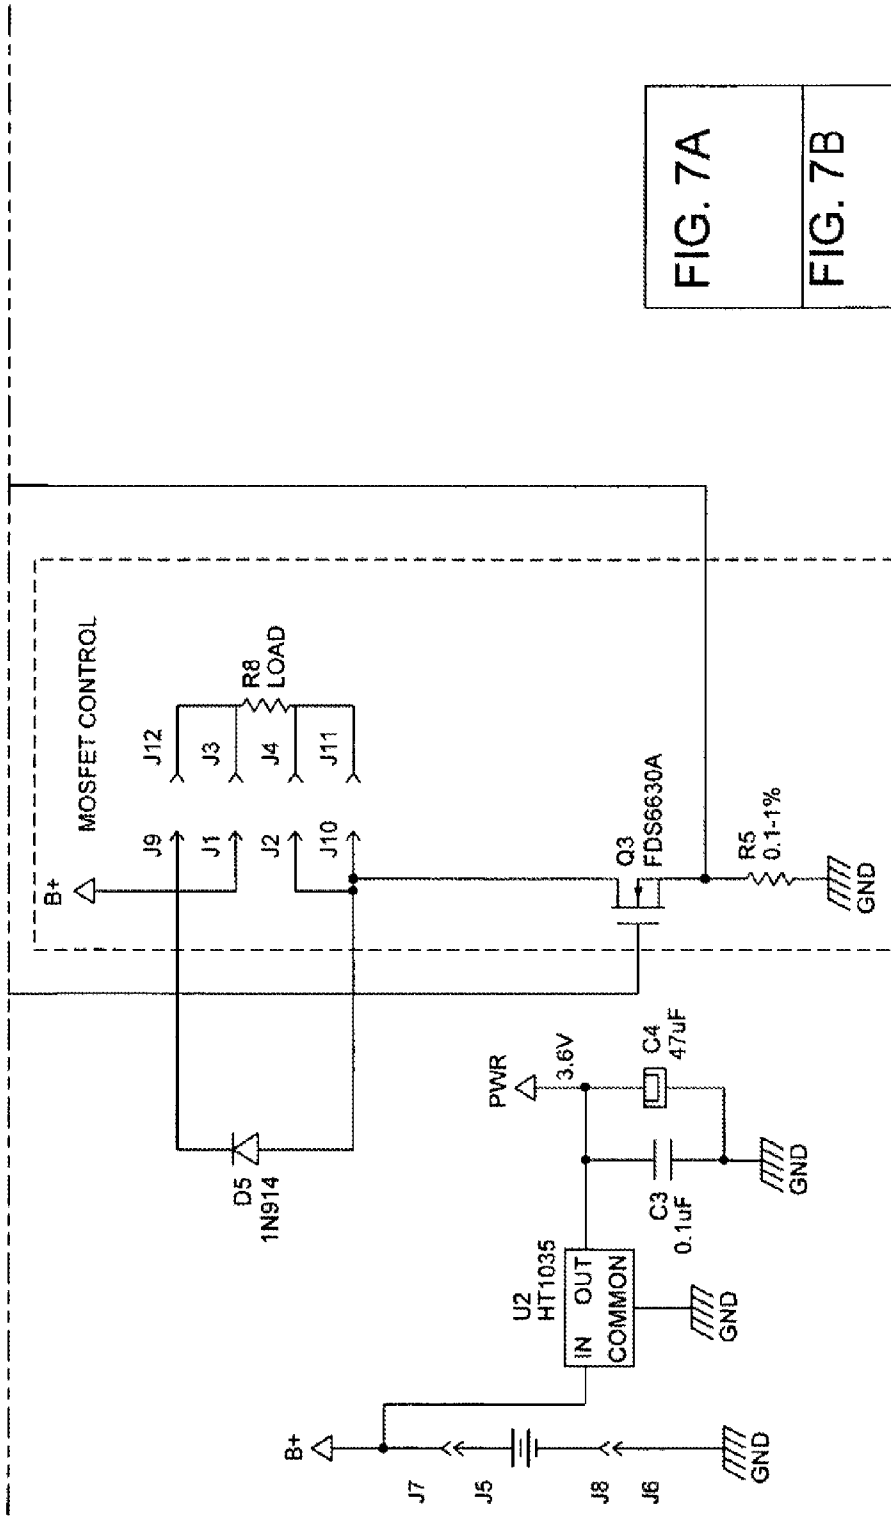 MOSFET CONTROL
B+
J9
J12
J1
J3
R8
LOAD
J2
J4
J10
J11
D5
1N914
Q3
FDS6630A
R5
0.1-1%
GND
B+
J7
J5
J8
J6
GND
U2
HT1035
IN OUT
COMMON
GND
PWR
3.6V
C3
0.1uF
C4
47uF
GND
FIG. 7A
FIG. 7B